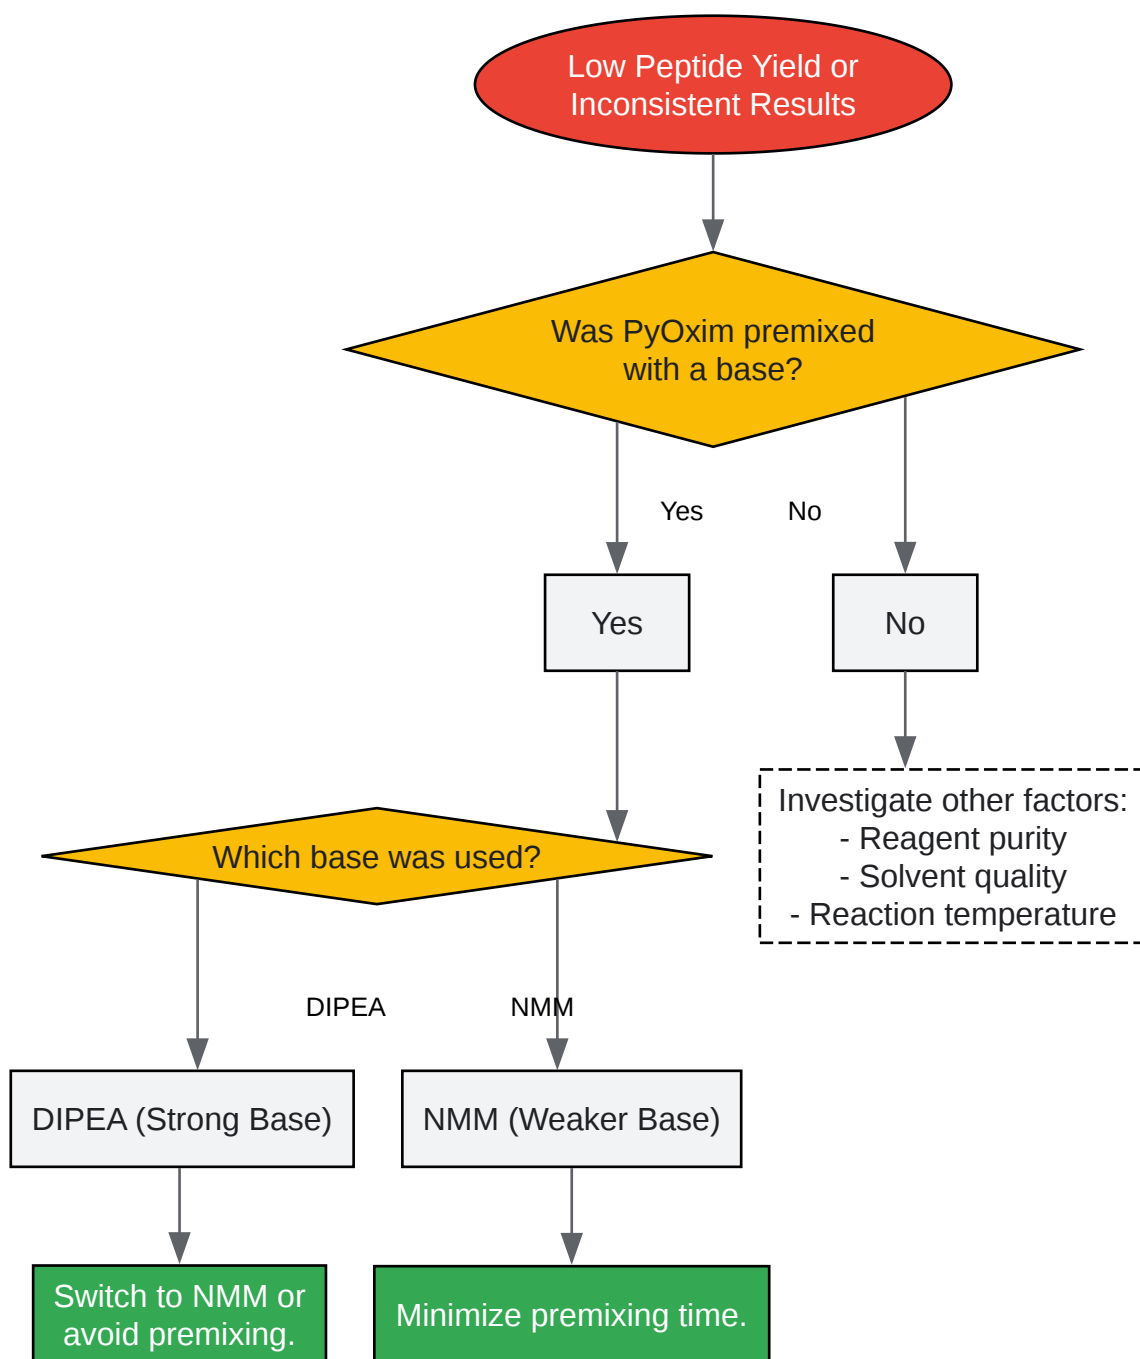 Low Peptide Yield or
Inconsistent Results
Was PyOxim premixed
with a base?
Yes
No
Yes
No
Investigate other factors:
- Reagent purity
- Solvent quality
- Reaction temperature
Which base was used?
DIPEA
NMM
DIPEA (Strong Base)
NMM (Weaker Base)
Switch to NMM or
avoid premixing.
Minimize premixing time.